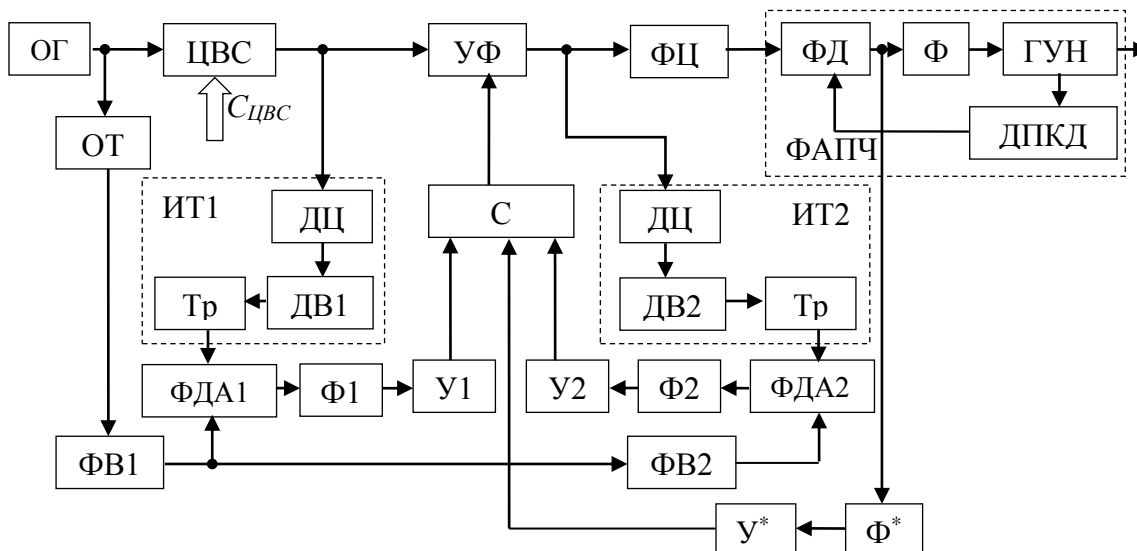 ОГ
ЦВС
УФ
ФЦ
ФД
Ф
ГУН
C_ЦВС
ОТ
ДПКД
ФАПЧ
ИТ1
ДЦ
С
ДЦ
ИТ2
Тр
ДВ1
ДВ2
Тр
ФДА1
Ф1
У1
У2
Ф2
ФДА2
ФВ1
ФВ2
У*
Ф*